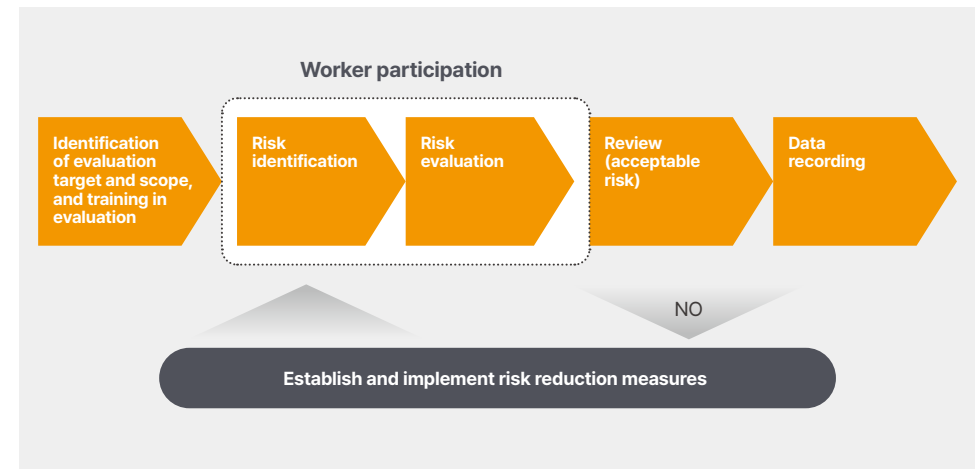 Worker participation
Identification
of evaluation
target and scope,
and training in
evaluation
Risk
identification
Risk
evaluation
Review
(acceptable
risk)
Data
recording
NO
Establish and implement risk reduction measures